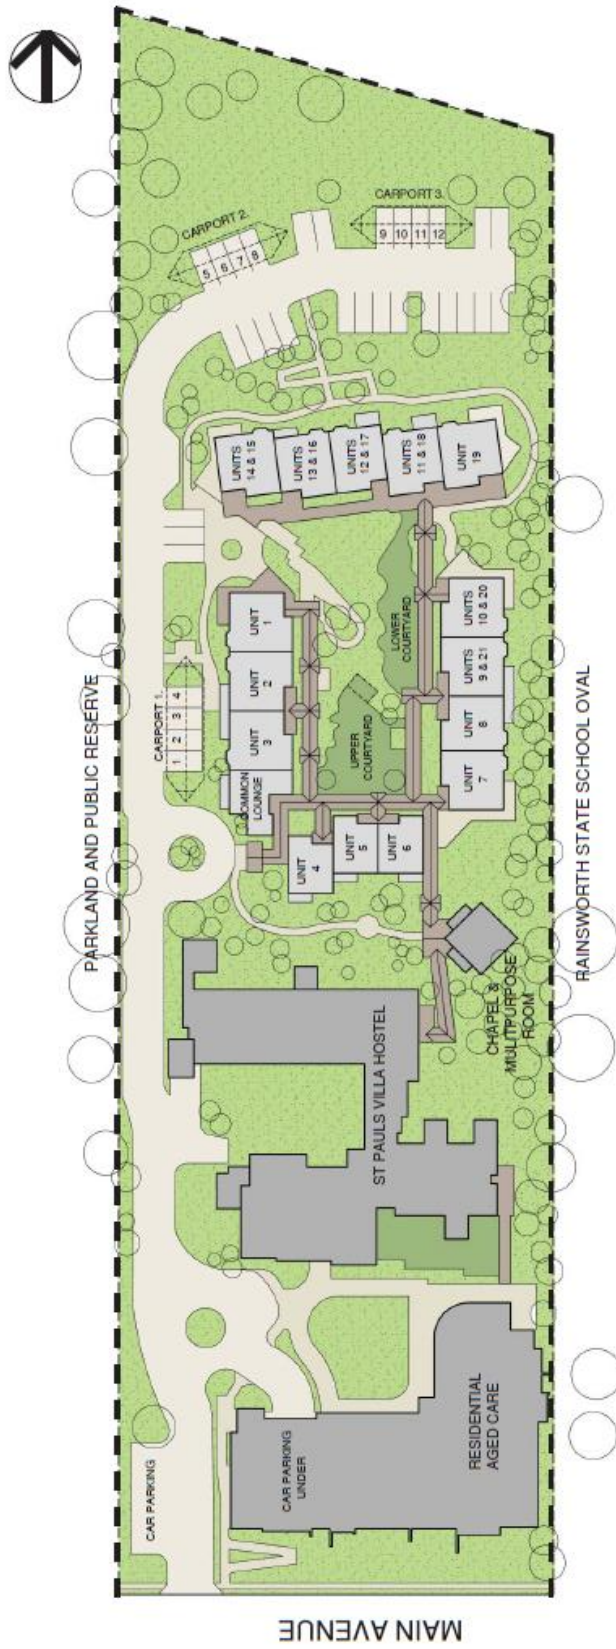 CARPORT 2.
5
6
7
8
CARPORT 3.
9
10
11
12
UNITS
14 & 15
UNITS
13 & 16
UNITS
12 & 17
UNITS
11 & 18
UNIT
19
PARKLAND AND PUBLIC RESERVE
CARPORT 1.
1
2
3
4
UNIT
1
UNIT
2
UNIT
3
COMMON
LOUNGE
LOWER
COURTYARD
UPPER
COURTYARD
UNITS
10 & 20
UNITS
9 & 21
UNIT
8
UNIT
7
UNIT
4
UNIT
5
UNIT
6
RAINSWORTH STATE SCHOOL OVAL
CHAPEL &
MULITPURPOSE
ROOM
ST PAULS VILLA HOSTEL
CAR PARKING
CAR PARKING
UNDER
RESIDENTIAL
AGED CARE
MAIN AVENUE